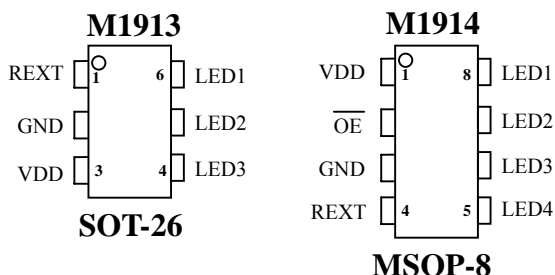 M1913
REXT 1 6 LED1
GND LED2
VDD 3 4 LED3
SOT-26
M1914
VDD 1 8 LED1
OE LED2
GND LED3
REXT 4 5 LED4
MSOP-8